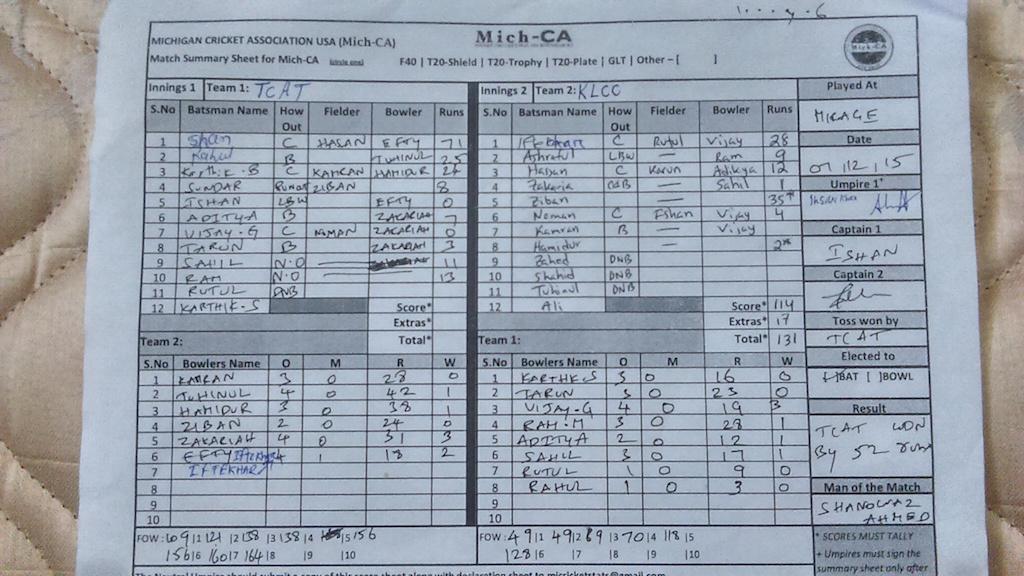 Mich-CA
MICHIGAN CRICKET ASSOCIATION USA (Mich-CA)
Match Summary Sheet for Mich-CA (circle one) F40 | T20-Shield | T20-Trophy | T20-Plate | GLT | Other – [ ]
Innings 1 Team 1: TCAT
S.No Batsman Name How Out Fielder Bowler Runs
1 Shan C HASAN EFTY 71
2 Rahul B TUHINUL 25
3 Karthik.B C KAMRAN HAMIDUR
4 SUNDAR RUNOUT ZIBAN 8
5 ISHAN LBW EFTY 0
6 ADITYA B ZACARIAH 7
7 VIJAY.G C NOMAN ZACARIAH 0
8 TARUN B ZAKARIAH 3
9 SAHIL N.O 11
10 RAM N.O 13
11 RUTUL DNB
12 KARTHIK-S
Score*
Extras*
Total*
Innings 2 Team 2: KLCC
S.No Batsman Name How Out Fielder Bowler Runs
1 Iftekhar C Rutul Vijay 28
2 Ashraful LBW — Ram 9
3 Hasan C Karun Aditya 12
4 Zakaria — Sahil 1
5 Ziban — 35*
6 Noman C Eshan Vijay 4
7 Kamran B — Vijay
8 Hamidur — 2*
9 Zahed DNB
10 Shahid DNB
11 Tuhinul DNB
12 Ali
Score* 114
Extras* 17
Total* 131
Team 2:
S.No Bowlers Name O M R W
1 KAMRAN 3 0 28 0
2 TUHINUL 4 0 42 1
3 HAMIDUR 3 0 38 1
4 ZIBAN 2 0 24 0
5 ZAKARIAH 4 0 31 3
6 EFTY Iftekhar 4 1 18 2
7 IFTEKHAR
8
9
10
Team 1:
S.No Bowlers Name O M R W
1 KARTHK-S 3 0 16 0
2 TARUN 3 0 23 0
3 VIJAY-G 4 0 19 3
4 RAM-M 3 0 28 1
5 ADITYA 2 0 12 1
6 SAHIL 3 0 17 1
7 RUTUL 1 0 9 0
8 RAHUL 1 0 3 0
9
10
FOW: 109 |2 138 |3 138 |4 |5 156
156 |6 160 |7 164 |8 |9 |10
FOW: 49 |1 49 |2 |3 70 |4 118 |5
128 |6 |7 |8 |9 |10
Played At
MIRAGE
Date
07, 12, 15
Umpire 1*
Captain 1
ISHAN
Captain 2
Toss won by
TCAT
Elected to
[ ]BAT [ ]BOWL
Result
TCAT WON
By 52 runs
Man of the Match
SHANOWAZ
AHMED
* SCORES MUST TALLY
+ Umpires must sign the
summary sheet only after
The Neutral Umpire should submit a copy of this score sheet along with declaration sheet to micricketstats@gmail.com